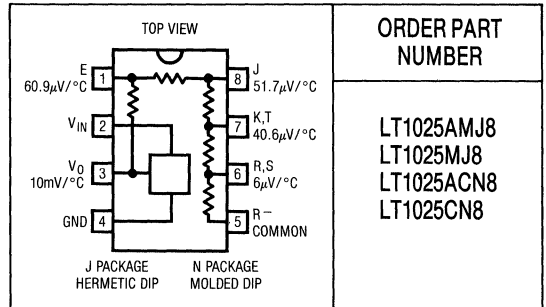 TOP VIEW
E
60.9µV/°C
1
VIN
2
VO
10mV/°C
3
GND
4
8
J
51.7µV/°C
7
K,T
40.6µV/°C
6
R,S
6µV/°C
5
R−
COMMON
J PACKAGE
HERMETIC DIP
N PACKAGE
MOLDED DIP
ORDER PART
NUMBER
LT1025AMJ8
LT1025MJ8
LT1025ACN8
LT1025CN8